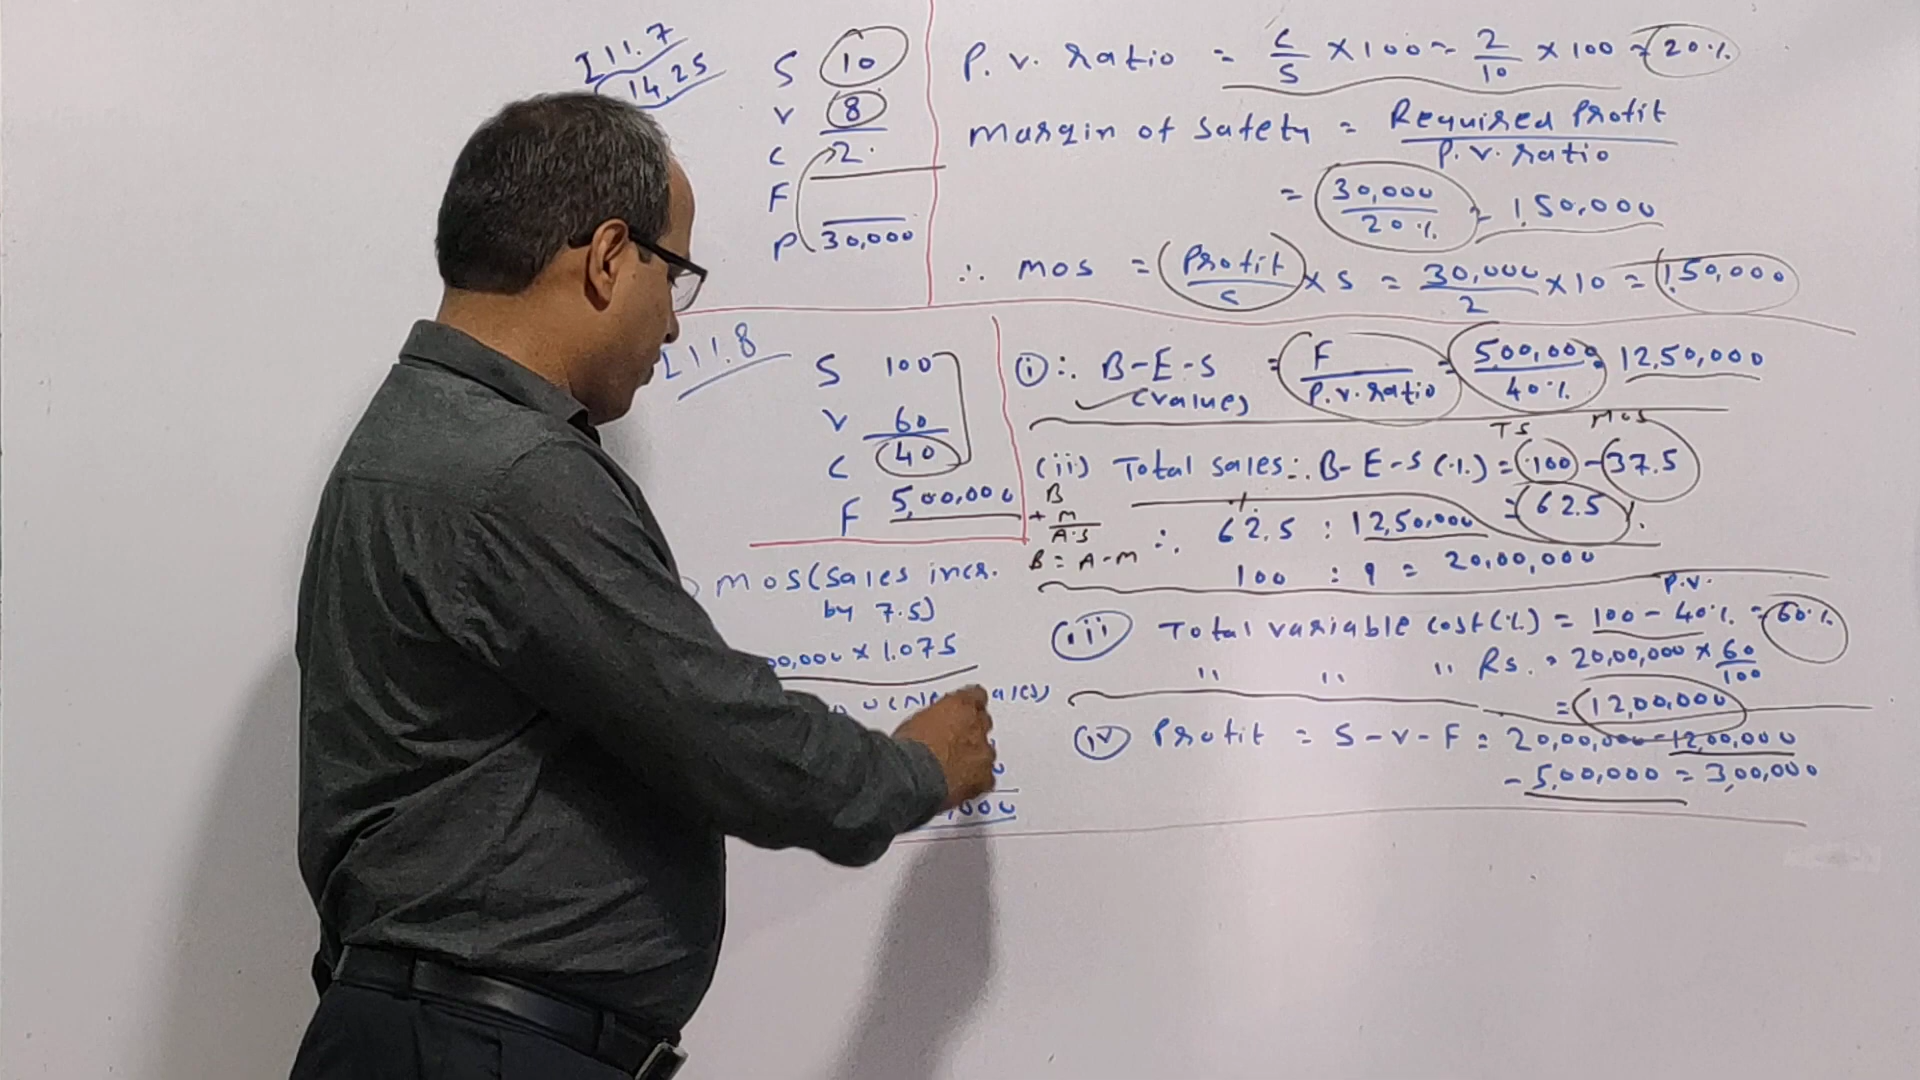 I 11.7
14.25
S 10
V 8
C 2.
F
P 30,000
P. V. Ratio = C/S × 100 = 2/10 × 100 = 20%
Margin of Safety = Required Profit / P. V. Ratio
= 30,000 / 20% = 1,50,000
∴ MOS = Profit / C × S = 30,000 / 2 × 10 = 1,50,000
I 11.8
S 100
V 60
C 40
F 5,00,000
(i) ∴ B-E-S = F / P.V. Ratio = 5,00,000 / 40% = 12,50,000
(Value)
TS MOS
(ii) Total Sales: ∴ B-E-S (%) = 100 - 37.5
= 62.5 %
B
+ M
A.S
B = A - M
∴ 62.5 : 12,50,000
100 : ? = 20,00,000
MOS (Sales incr.
by 7.5)
00,000 × 1.075
ales)
,000
P.V.
(iii) Total Variable Cost (%) = 100 - 40% = 60%
" " " Rs. = 20,00,000 × 60/100
= 12,00,000
(iv) Profit = S - V - F = 20,00,000 - 12,00,000
- 5,00,000 = 3,00,000